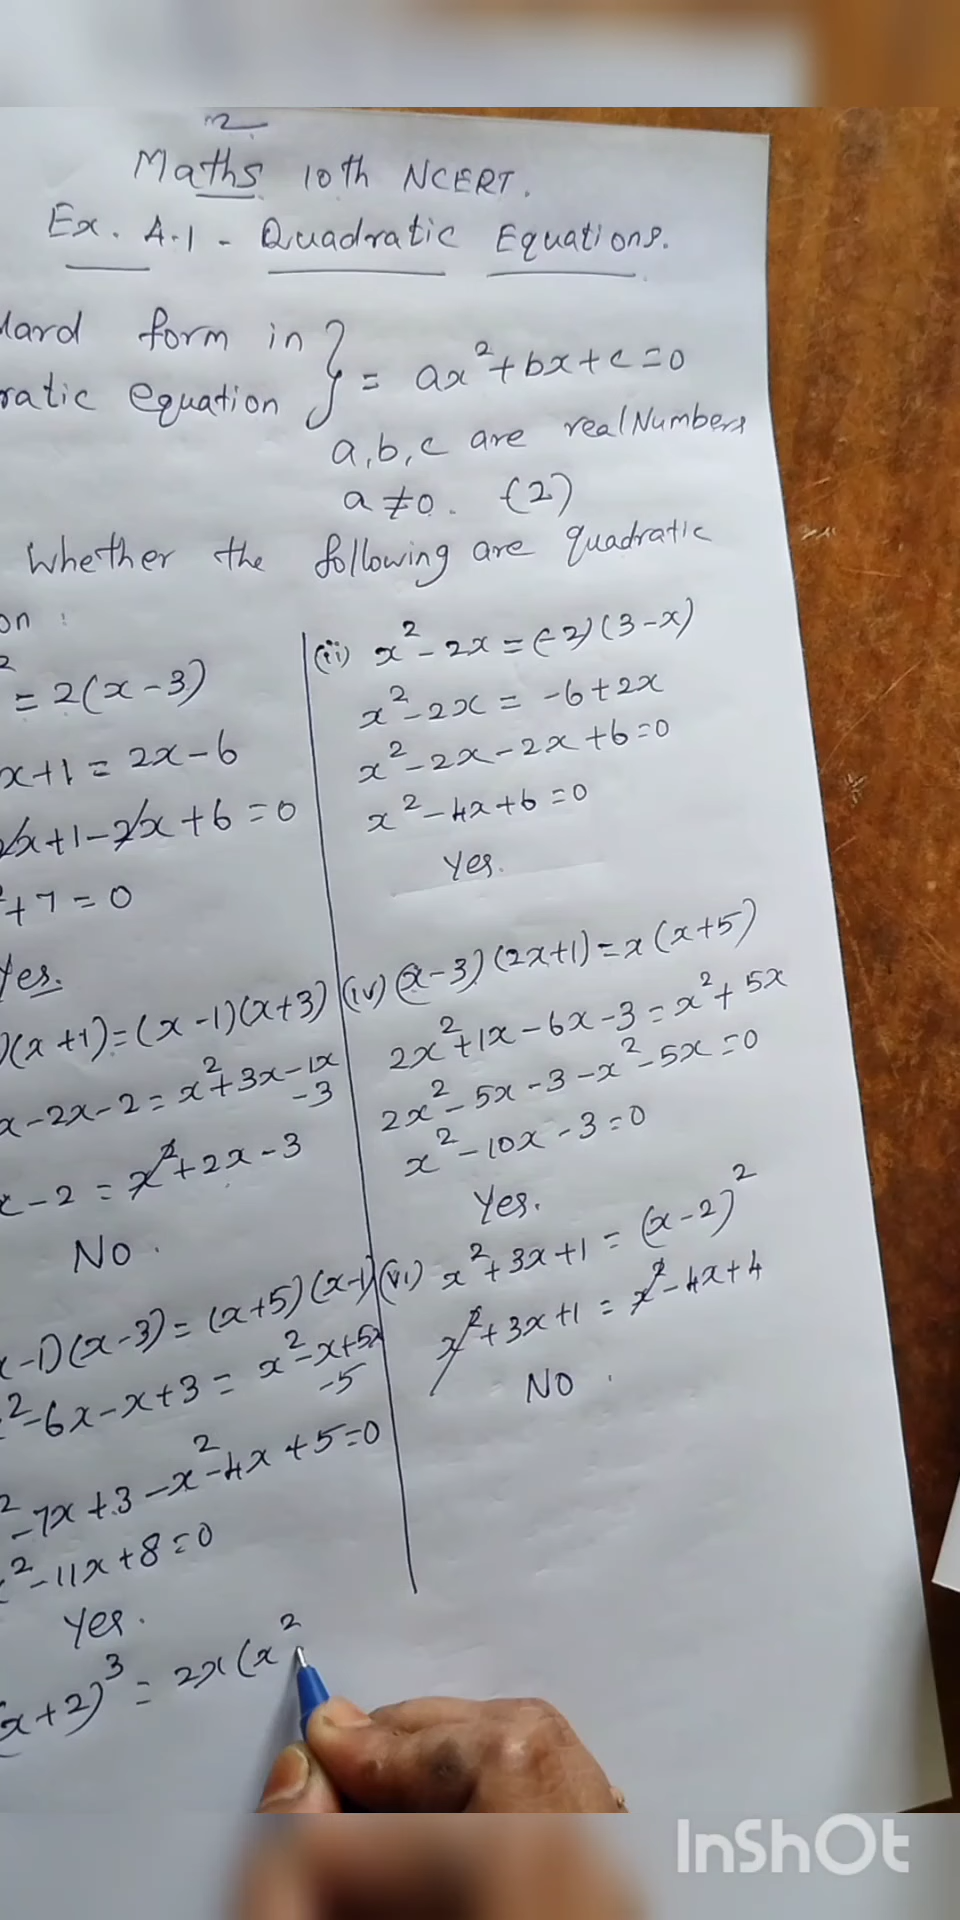 Maths 10th NCERT.
Ex. 4.1 - Quadratic Equations.
dard form in } = ax²+bx+c=0
ratic equation
a,b,c are realNumbers
a≠0. (2)
Whether the following are quadratic
on :
2
= 2(x-3)
x+1 = 2x-6
2x+1-2x+6=0
²+7=0
Yes.
(ii) x²-2x=(-2)(3-x)
x²-2x = -6+2x
x²-2x-2x+6=0
x²-4x+6=0
Yes.
)(x+1)=(x-1)(x+3)
x-2x-2=x²+3x-1x
-3
x-2 = x²+2x-3
NO.
(iv) (x-3)(2x+1)=x(x+5)
2x²+1x-6x-3=x²+5x
2x²-5x-3-x²-5x=0
x²-10x-3=0
Yes.
x-1)(x-3)=(x+5)(x-1)
²-6x-x+3 = x²-x+5x
-5
²-7x+3-x²-4x+5=0
²-11x+8=0
Yes.
(vi) x²+3x+1=(x-2)²
x²+3x+1=x²-4x+4
NO.
(x+2)³ = 2x(x²
InShOt